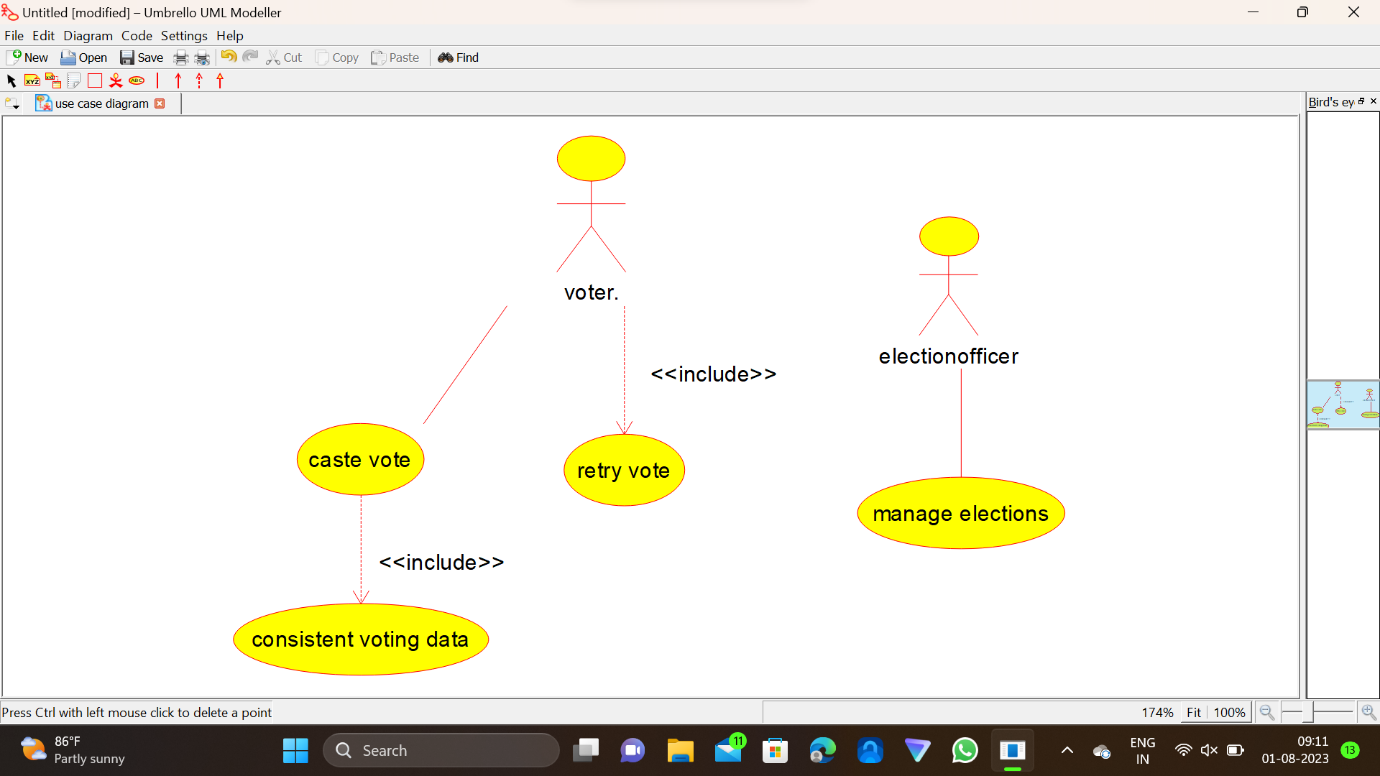 Untitled [modified] – Umbrello UML Modeller
File Edit Diagram Code Settings Help
New Open Save Cut Copy Paste Find
XYZ ABC
use case diagram
Bird's ey
voter.
electionofficer
<<include>>
caste vote
retry vote
manage elections
<<include>>
consistent voting data
Press Ctrl with left mouse click to delete a point
174% Fit 100%
86°F
Partly sunny
Search
11
ENG
IN
09:11
01-08-2023
13